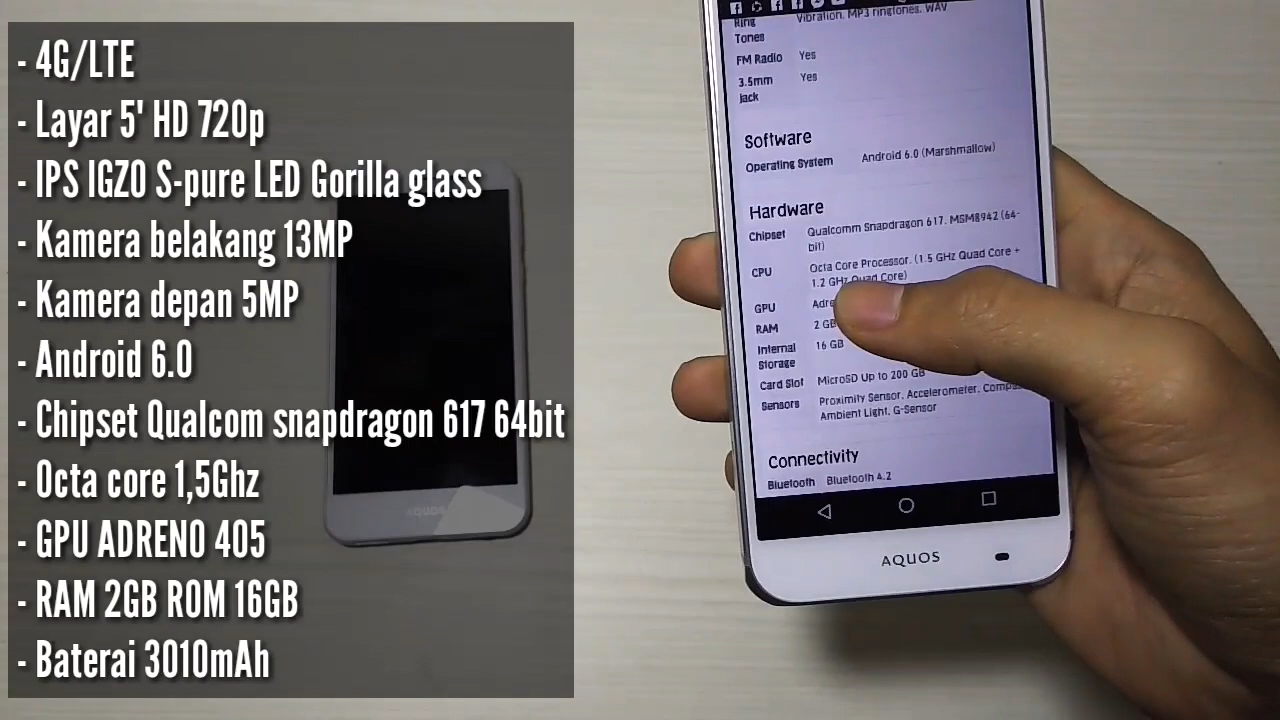 - 4G/LTE
- Layar 5' HD 720p
- IPS IGZO S-pure LED Gorilla glass
- Kamera belakang 13MP
- Kamera depan 5MP
- Android 6.0
- Chipset Qualcom snapdragon 617 64bit
- Octa core 1,5Ghz
- GPU ADRENO 405
- RAM 2GB ROM 16GB
- Baterai 3010mAh
AQUOS
Ring Vibration, MP3 ringtones, WAV
Tones
FM Radio Yes
3.5mm Yes
jack
Software
Operating System Android 6.0 (Marshmallow)
Hardware
Chipset Qualcomm Snapdragon 617, MSM8942 (64-
bit)
CPU Octa Core Processor, (1.5 GHz Quad Core +
1.2 GHz Quad Core)
GPU
RAM 2 GB
Internal 16 GB
Storage
Card Slot MicroSD Up to 200 GB
Sensors Proximity Sensor, Accelerometer,
Ambient Light, G-Sensor
Connectivity
Bluetooth Bluetooth 4.2
AQUOS